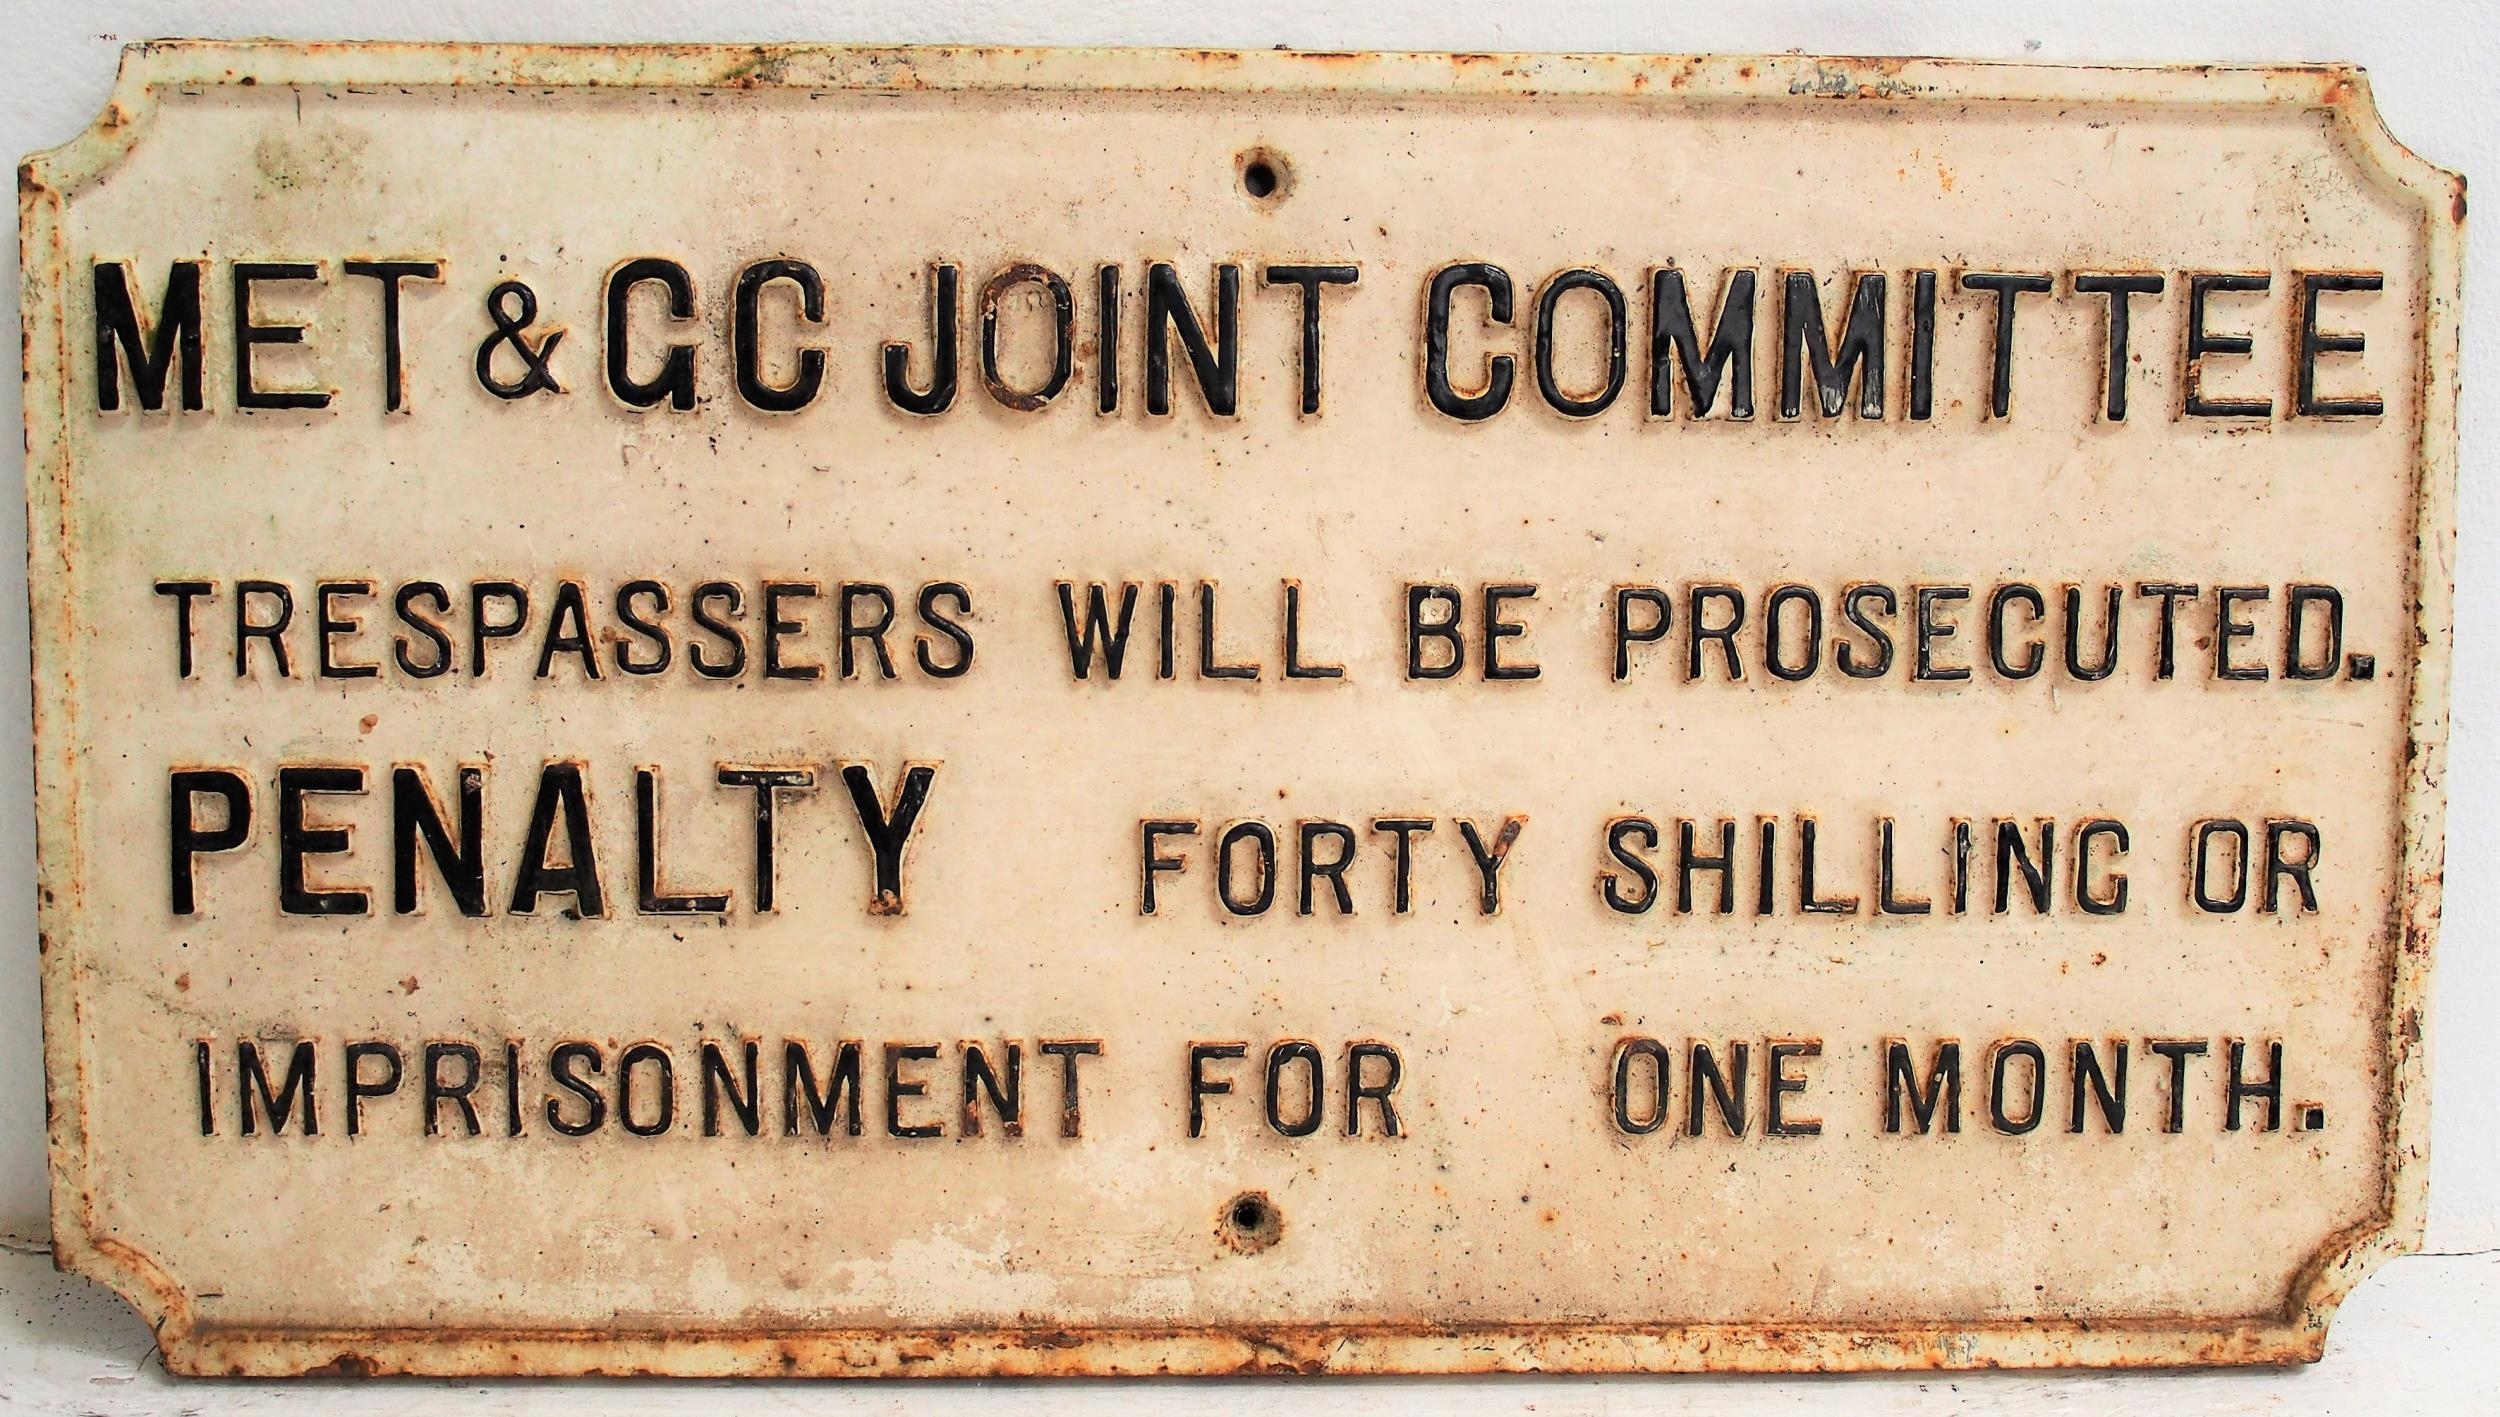 MET & GC JOINT COMMITTEE
TRESPASSERS WILL BE PROSECUTED.
PENALTY FORTY SHILLING OR
IMPRISONMENT FOR ONE MONTH.